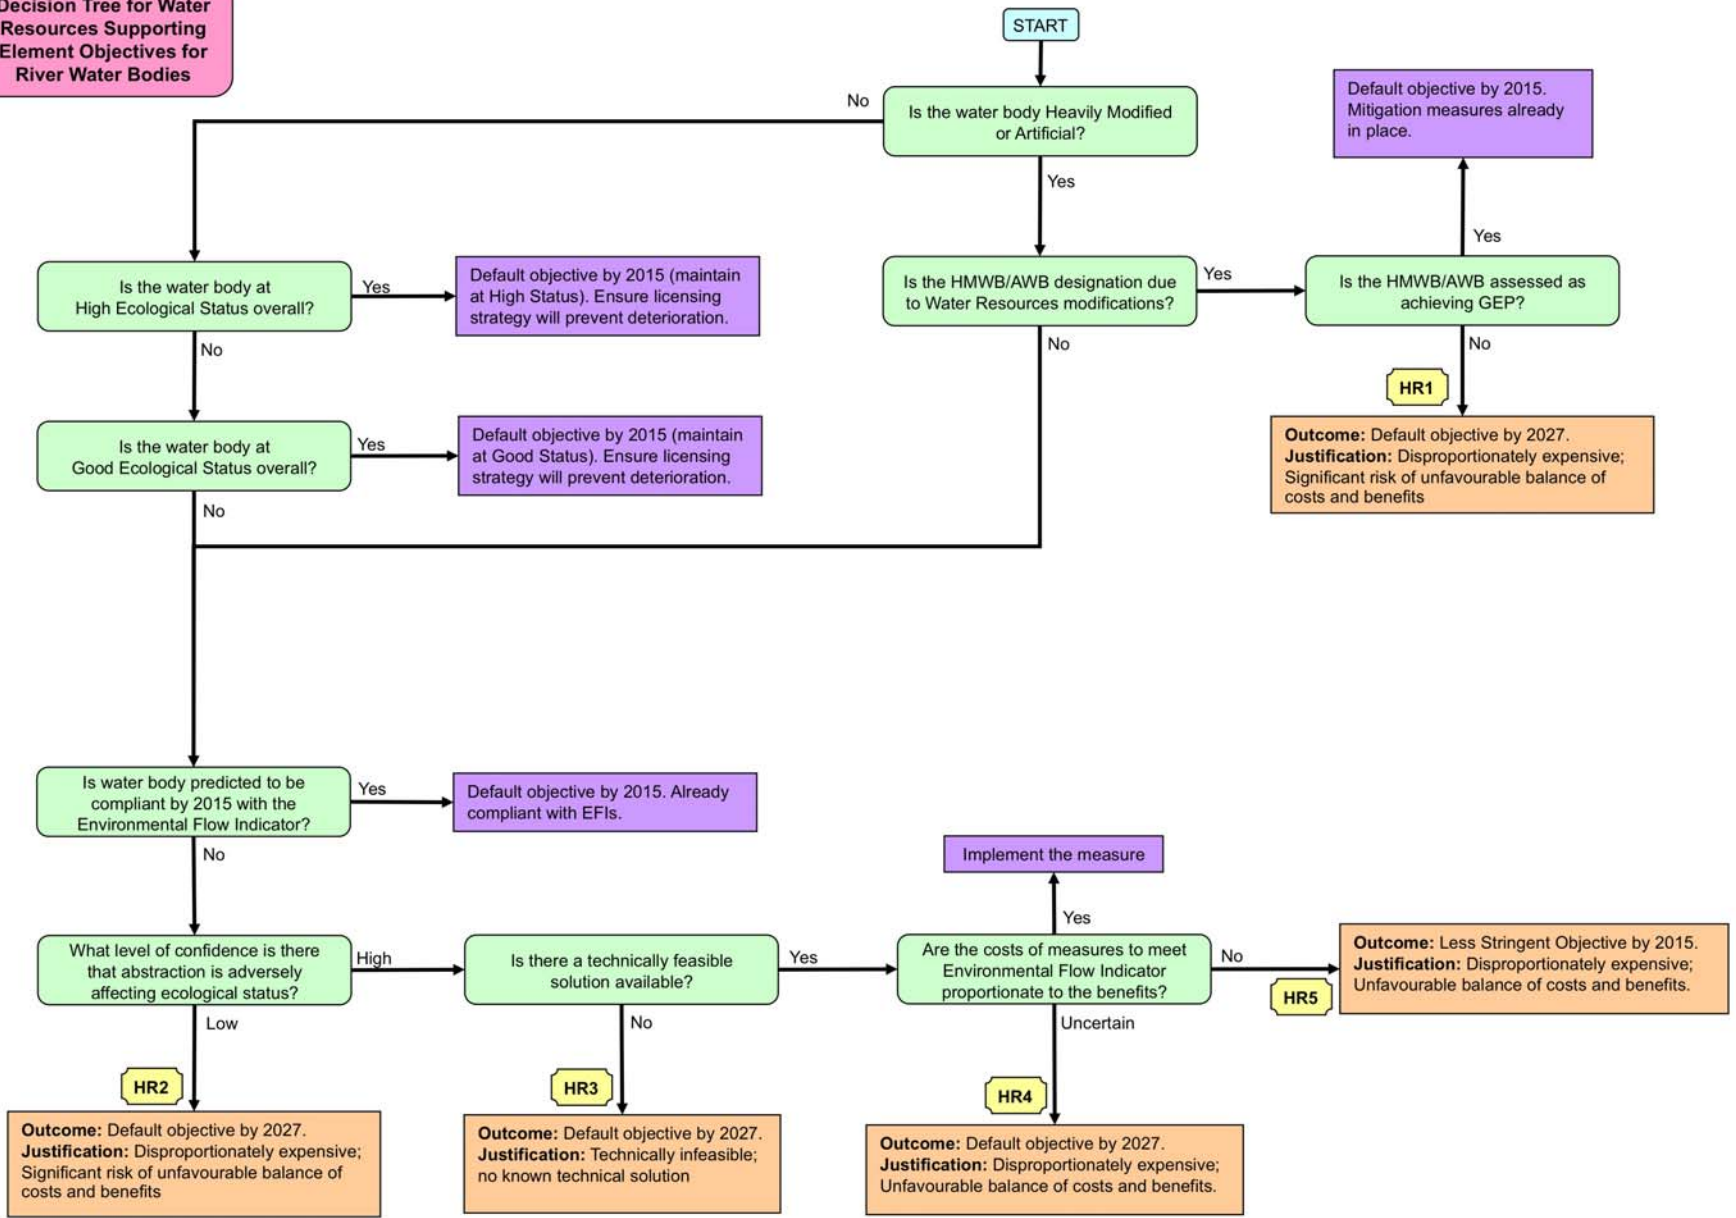 Decision Tree for Water
Resources Supporting
Element Objectives for
River Water Bodies
START
Is the water body Heavily Modified
or Artificial?
No
Yes
Default objective by 2015.
Mitigation measures already
in place.
Yes
Is the water body at
High Ecological Status overall?
Yes
Default objective by 2015 (maintain
at High Status). Ensure licensing
strategy will prevent deterioration.
Is the HMWB/AWB designation due
to Water Resources modifications?
Yes
Is the HMWB/AWB assessed as
achieving GEP?
No
No
No
HR1
Outcome: Default objective by 2027.
Justification: Disproportionately expensive;
Significant risk of unfavourable balance of
costs and benefits
Is the water body at
Good Ecological Status overall?
Yes
Default objective by 2015 (maintain
at Good Status). Ensure licensing
strategy will prevent deterioration.
No
Is water body predicted to be
compliant by 2015 with the
Environmental Flow Indicator?
Yes
Default objective by 2015. Already
compliant with EFIs.
No
Implement the measure
Yes
What level of confidence is there
that abstraction is adversely
affecting ecological status?
High
Is there a technically feasible
solution available?
Yes
Are the costs of measures to meet
Environmental Flow Indicator
proportionate to the benefits?
No
HR5
Outcome: Less Stringent Objective by 2015.
Justification: Disproportionately expensive;
Unfavourable balance of costs and benefits.
Low
No
Uncertain
HR2
Outcome: Default objective by 2027.
Justification: Disproportionately expensive;
Significant risk of unfavourable balance of
costs and benefits
HR3
Outcome: Default objective by 2027.
Justification: Technically infeasible;
no known technical solution
HR4
Outcome: Default objective by 2027.
Justification: Disproportionately expensive;
Unfavourable balance of costs and benefits.